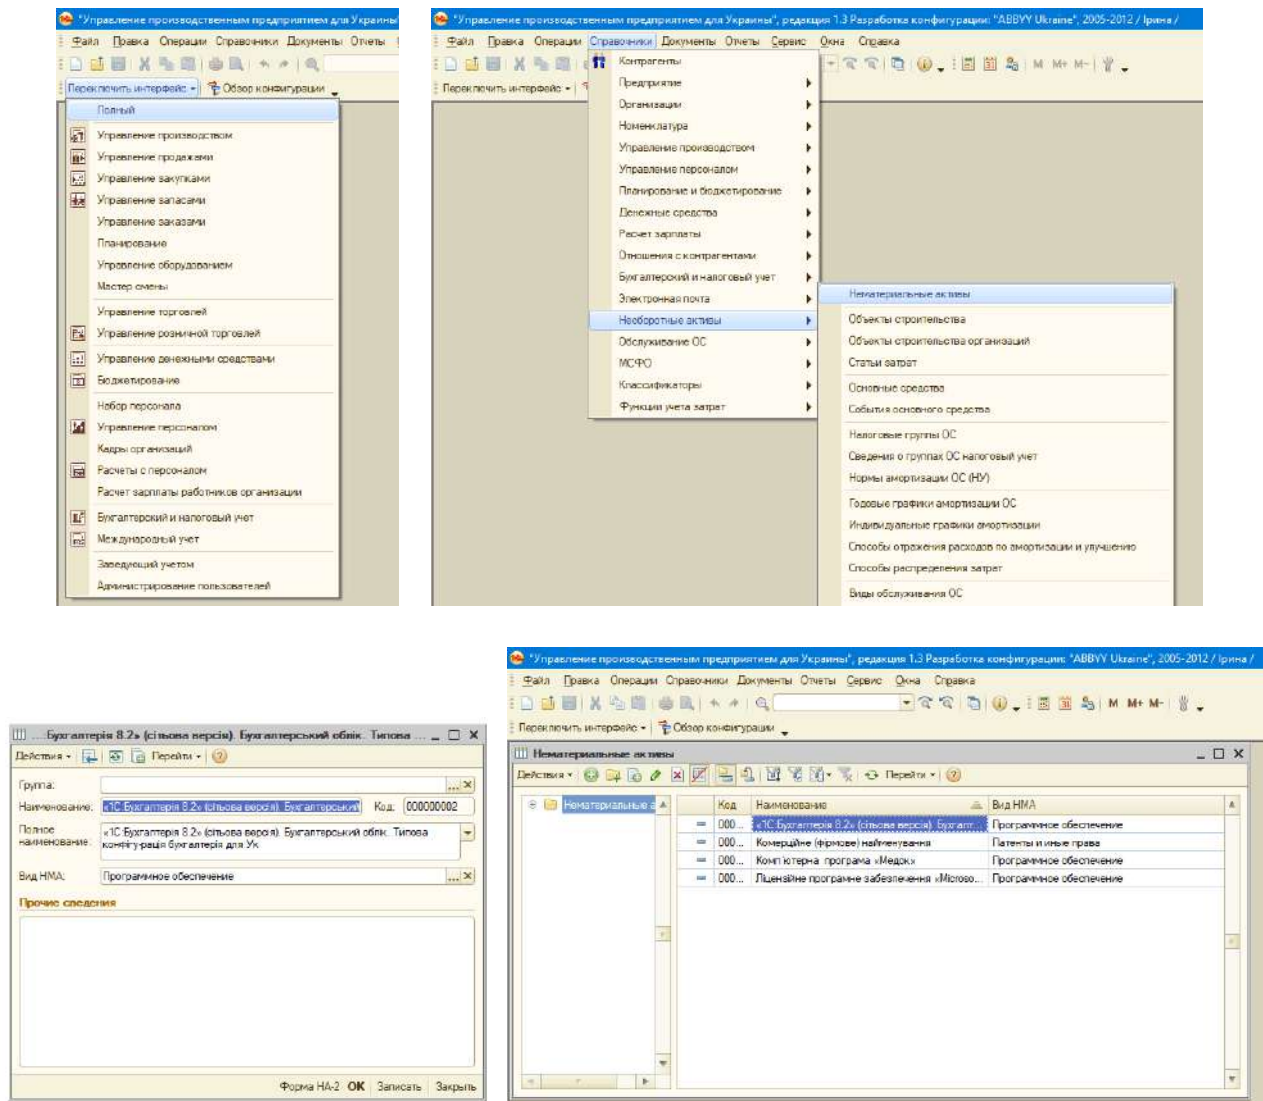 "Управление производственным предприятием для Украины"
Файл Правка Операции Справочники Документы Отчеты
Переключить интерфейс Обзор конфигурации
Полный
Управление производством
Управление продажами
Управление закупками
Управление запасами
Управление заказами
Планирование
Управление оборудованием
Мастер смены
Управление торговлей
Управление розничной торговлей
Управление денежными средствами
Бюджетирование
Набор персонала
Управление персоналом
Кадры организаций
Расчеты с персоналом
Расчет зарплаты работников организации
Бухгалтерский и налоговый учет
Международный учет
Заведующий учетом
Администрирование пользователей
"Управление производственным предприятием для Украины", редакция 1.3 Разработка конфигурации: "ABBYY Ukraine", 2005-2012 / Ірина /
Файл Правка Операции Справочники Документы Отчеты Сервис Окна Справка
M M+ M-
Переключить интерфейс
Контрагенты
Предприятие
Организации
Номенклатура
Управление производством
Управление персоналом
Планирование и бюджетирование
Денежные средства
Расчет зарплаты
Отношения с контрагентами
Бухгалтерский и налоговый учет
Электронная почта
Необоротные активы
Обслуживание ОС
МСФО
Классификаторы
Функции учета затрат
Нематериальные активы
Объекты строительства
Объекты строительства организаций
Статьи затрат
Основные средства
События основного средства
Налоговые группы ОС
Сведения о группах ОС налоговый учет
Нормы амортизации ОС (НУ)
Годовые графики амортизации ОС
Индивидуальные графики амортизации
Способы отражения расходов по амортизации и улучшению
Способы распределения затрат
Виды обслуживания ОС
...Бухгалтерія 8.2» (сітьова версія). Бухгалтерський облік. Типова ...
Действия Перейти
Группа:
Наименование: «1С:Бухгалтерія 8.2» (сітьова версія). Бухгалтерський Код: 000000002
Полное наименование: «1С:Бухгалтерія 8.2» (сітьова версія). Бухгалтерський облік. Типова
конфігурація бухгалтерія для Ук
Вид НМА: Программное обеспечение
Прочие сведения
Форма НА-2 ОК Записать Закрыть
"Управление производственным предприятием для Украины", редакция 1.3 Разработка конфигурации: "ABBYY Ukraine", 2005-2012 / Ірина /
Файл Правка Операции Справочники Документы Отчеты Сервис Окна Справка
M M+ M-
Переключить интерфейс Обзор конфигурации
Нематериальные активы
Действия Перейти
Нематериальные а
Код Наименование Вид НМА
000... «1С:Бухгалтерія 8.2» (сітьова версія). Бухгалт... Программное обеспечение
000... Комерційне (фірмове) найменування Патенты и иные права
000... Комп'ютерна програма «Медок» Программное обеспечение
000... Ліцензійне програмне забезпечення «Microso... Программное обеспечение